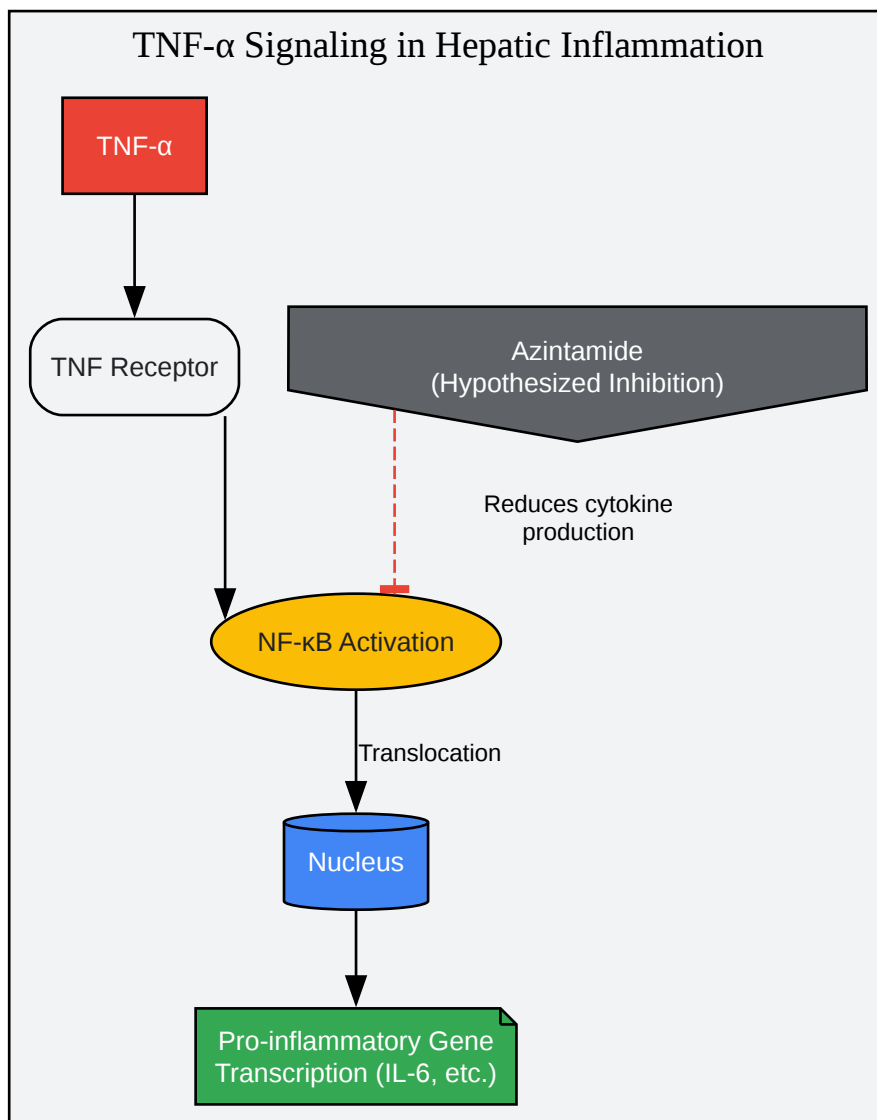 TNF-α Signaling in Hepatic Inflammation
TNF-α
TNF Receptor
Azintamide
(Hypothesized Inhibition)
Reduces cytokine
production
NF-κB Activation
Translocation
Nucleus
Pro-inflammatory Gene
Transcription (IL-6, etc.)